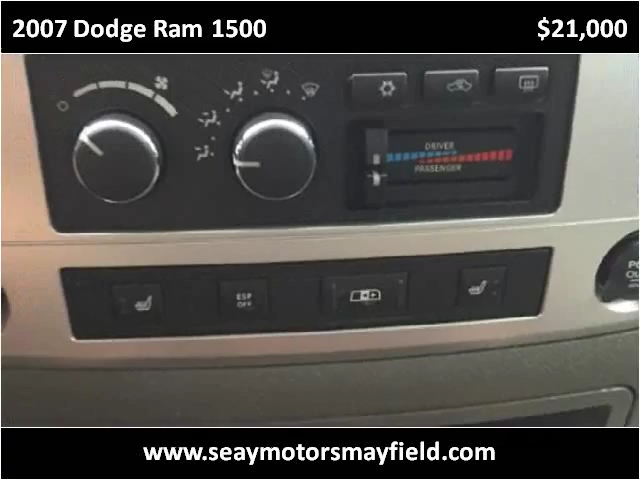 2007 Dodge Ram 1500 $21,000
DRIVER
PASSENGER
ESP
OFF
www.seaymotorsmayfield.com